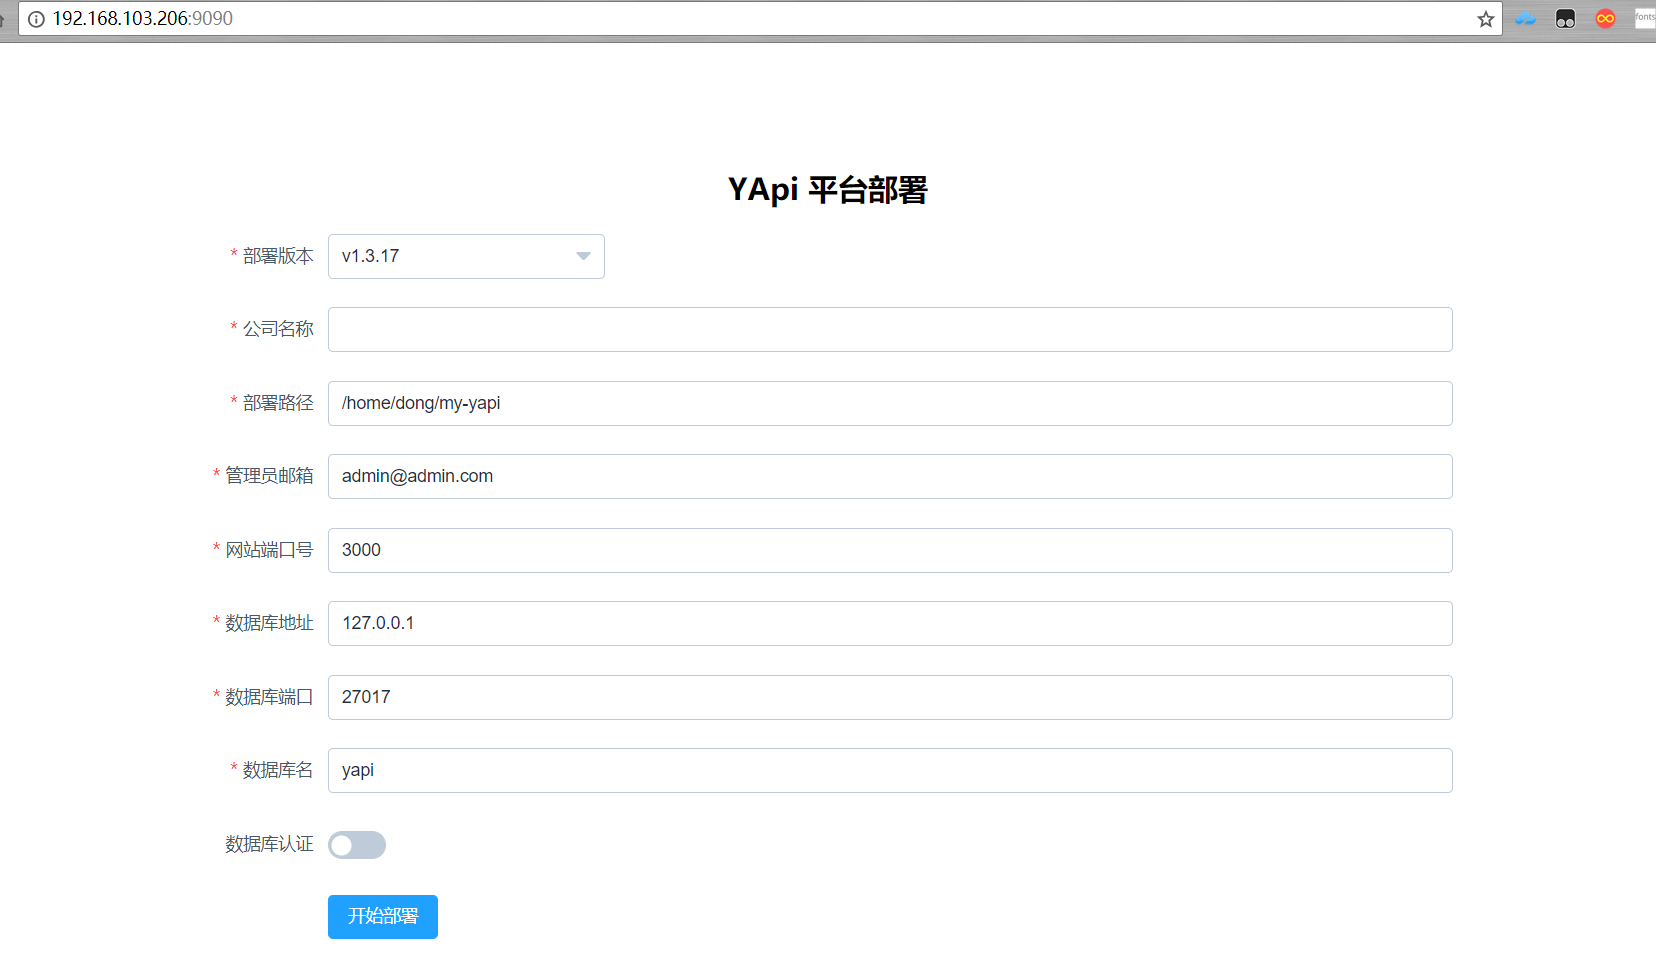 192.168.103.206:9090
fonts
YApi 平台部署
* 部署版本 v1.3.17
* 公司名称
* 部署路径 /home/dong/my-yapi
* 管理员邮箱 admin@admin.com
* 网站端口号 3000
* 数据库地址 127.0.0.1
* 数据库端口 27017
* 数据库名 yapi
数据库认证
开始部署